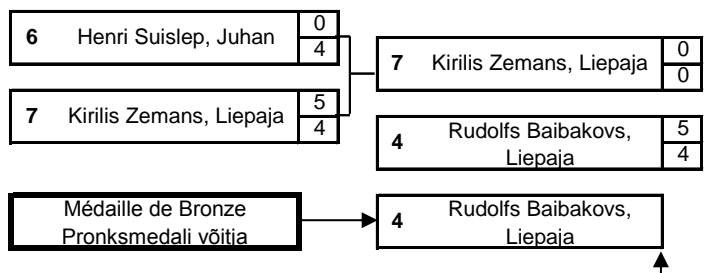 6 Henri Suislep, Juhan 0
4
7 Kirilis Zemans, Liepaja 0
0
7 Kirilis Zemans, Liepaja 5
4
4 Rudolfs Baibakovs, Liepaja 5
4
Médaille de Bronze
Pronksmedali võitja
4 Rudolfs Baibakovs,
Liepaja